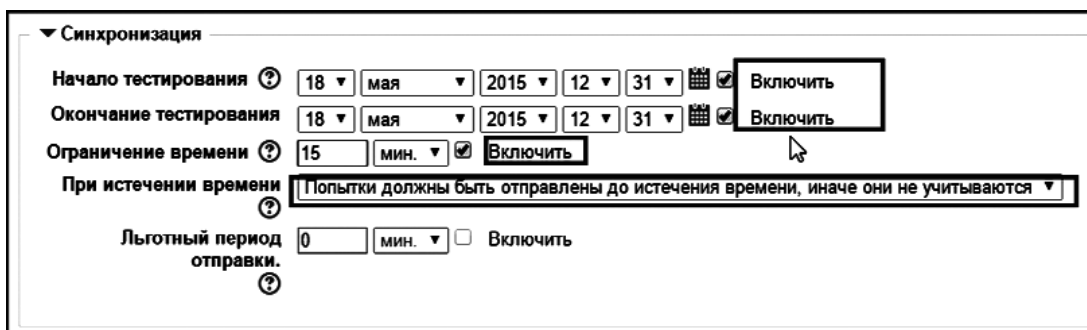 Синхронизация
Начало тестирования 18 мая 2015 12 31 Включить
Окончание тестирования 18 мая 2015 12 31 Включить
Ограничение времени 15 мин. Включить
При истечении времени Попытки должны быть отправлены до истечения времени, иначе они не учитываются
Льготный период 0 мин. Включить
отправки.